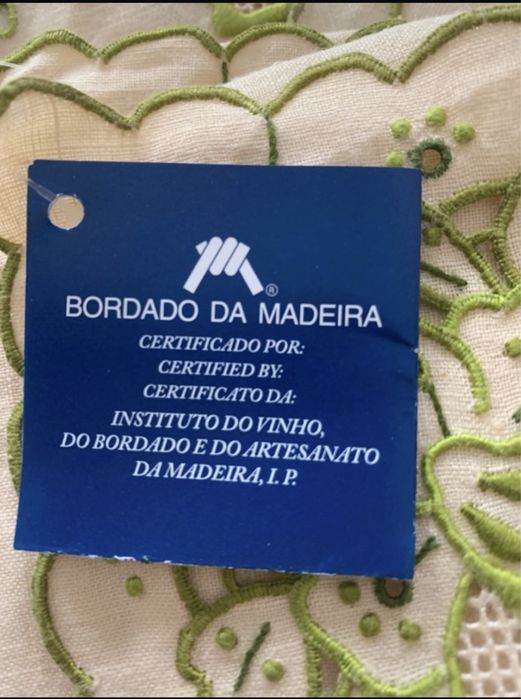 ®
BORDADO DA MADEIRA
CERTIFICADO POR:
CERTIFIED BY:
CERTIFICATO DA:
INSTITUTO DO VINHO,
DO BORDADO E DO ARTESANATO
DA MADEIRA, I. P.